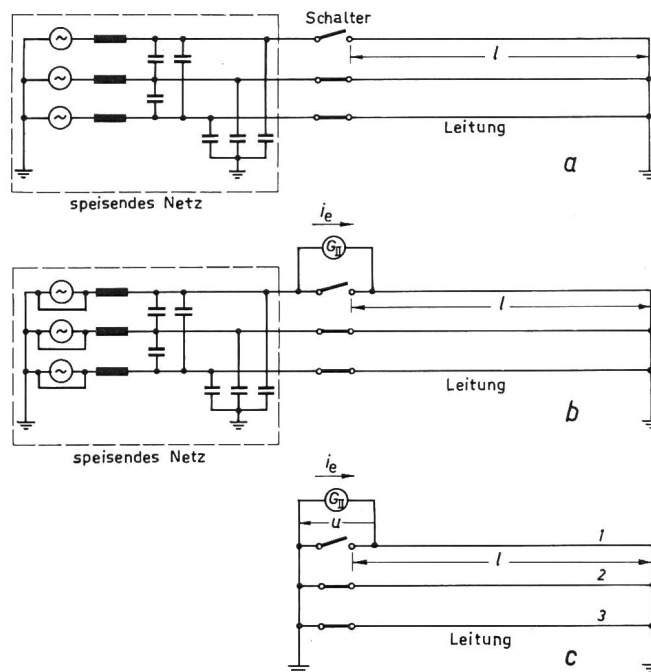 Schalter
~
l
~
~
Leitung
a
speisendes Netz
i_e
G_II
~
l
~
~
Leitung
b
speisendes Netz
i_e
G_II
u
1
l
2
3
Leitung
c